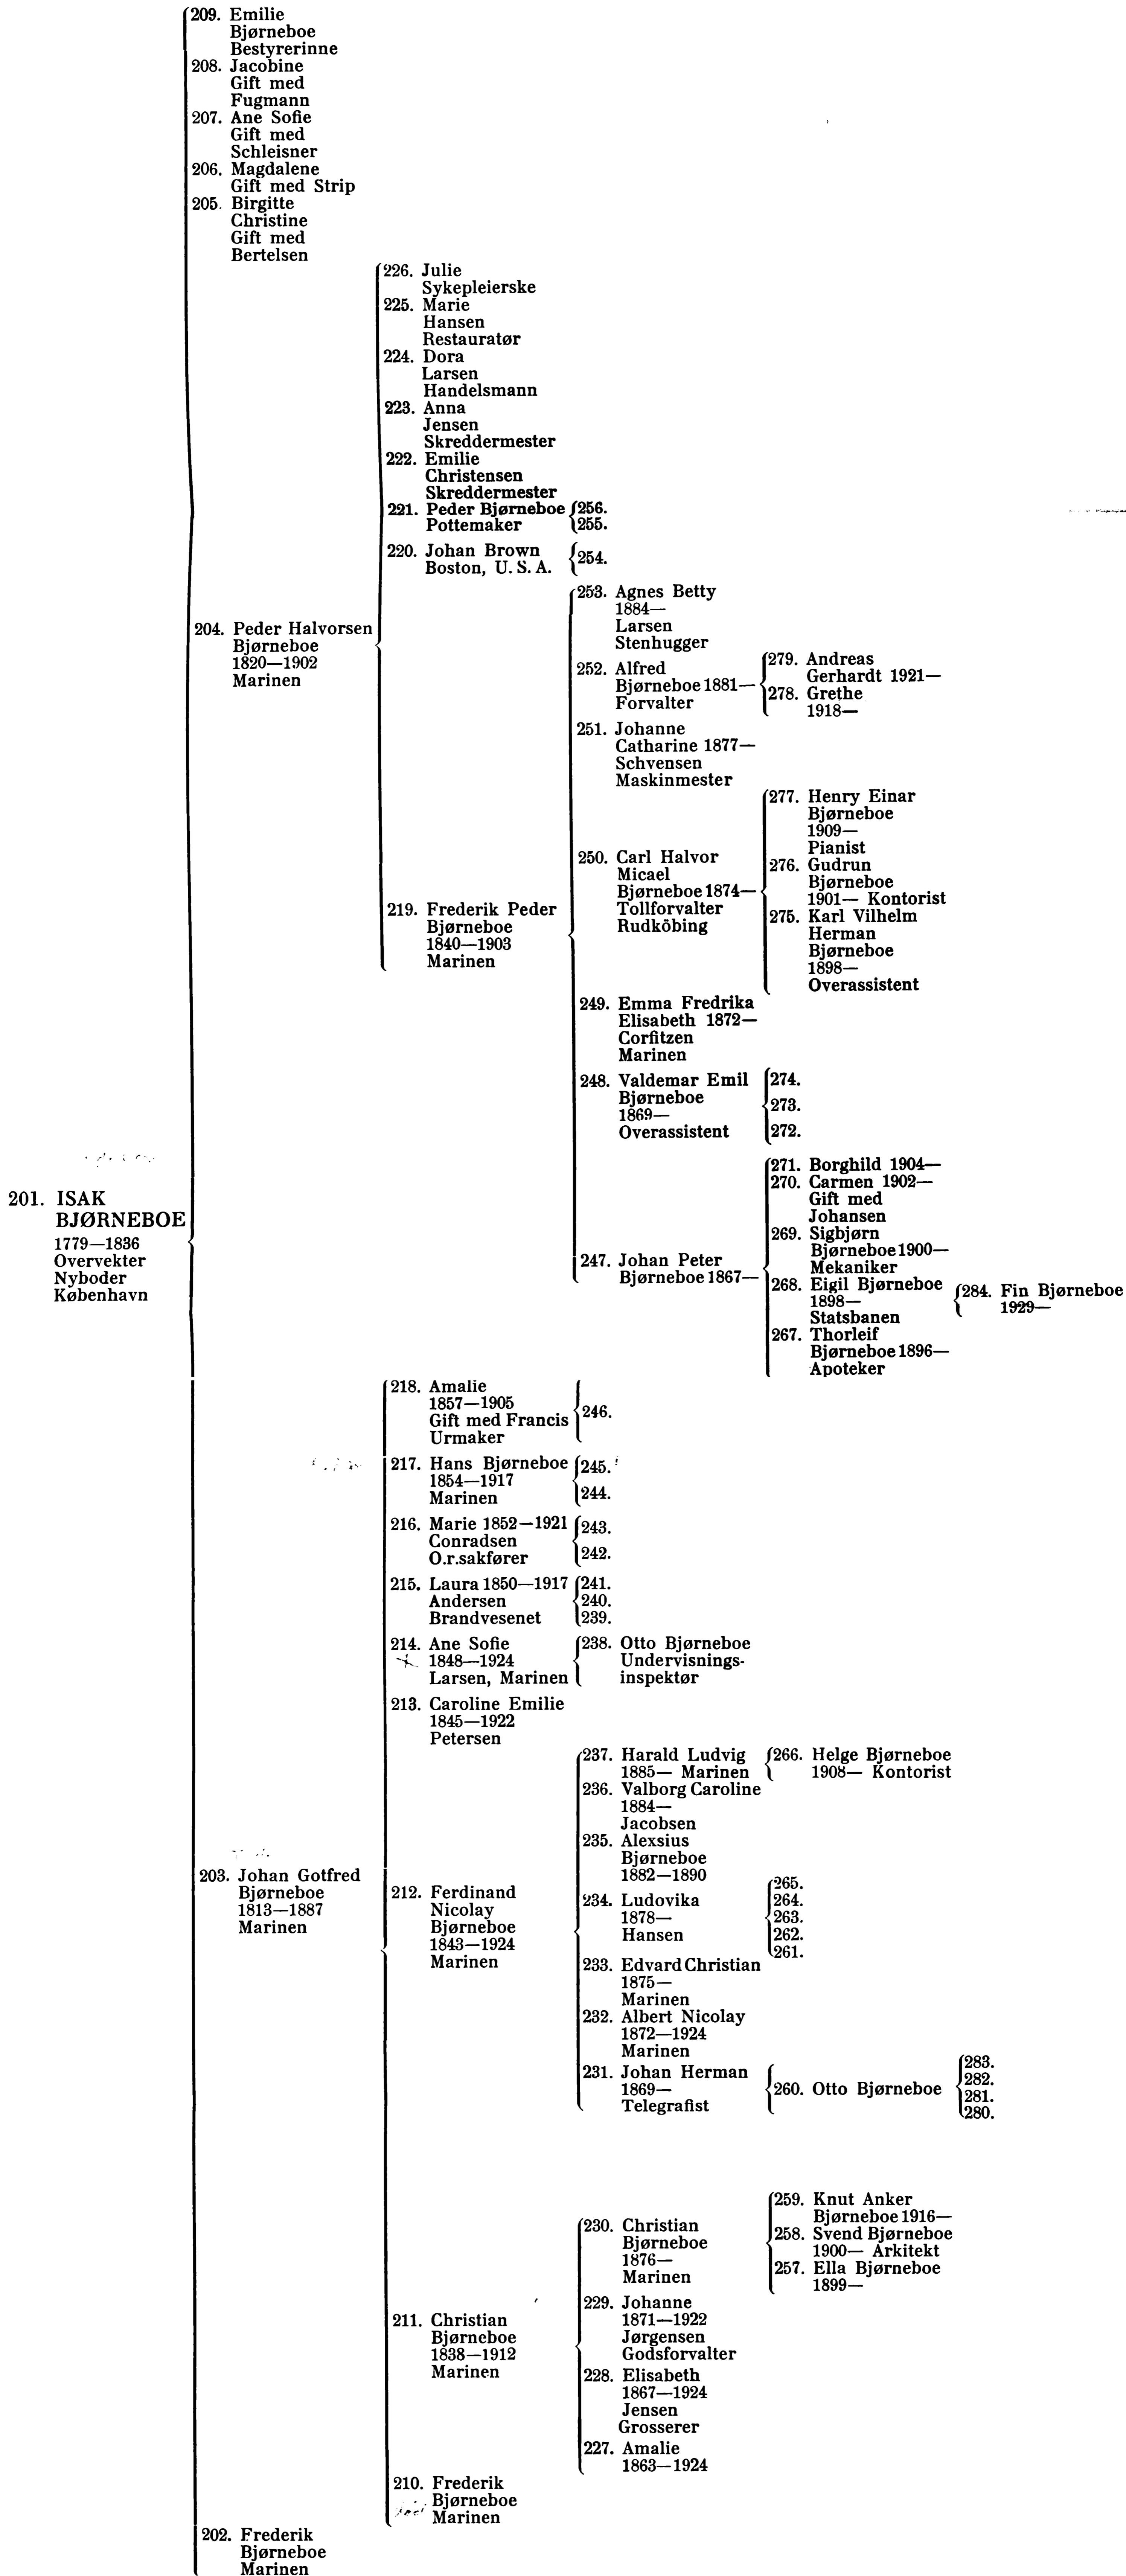 209. Emilie
Bjørneboe
Bestyrerinne
208. Jacobine
Gift med
Fugmann
207. Ane Sofie
Gift med
Schleisner
206. Magdalene
Gift med Strip
205. Birgitte
Christine
Gift med
Bertelsen
226. Julie
Sykepleierske
225. Marie
Hansen
Restauratør
224. Dora
Larsen
Handelsmann
223. Anna
Jensen
Skreddermester
222. Emilie
Christensen
Skreddermester
221. Peder Bjørneboe
Pottemaker
256.
255.
220. Johan Brown
Boston, U. S. A.
254.
204. Peder Halvorsen
Bjørneboe
1820—1902
Marinen
253. Agnes Betty
1884—
Larsen
Stenhugger
252. Alfred
Bjørneboe 1881—
Forvalter
279. Andreas
Gerhardt 1921—
278. Grethe
1918—
251. Johanne
Catharine 1877—
Schvensen
Maskinmester
277. Henry Einar
Bjørneboe
1909—
Pianist
250. Carl Halvor
Micael
Bjørneboe 1874—
Tollforvalter
Rudköbing
276. Gudrun
Bjørneboe
1901— Kontorist
275. Karl Vilhelm
Herman
Bjørneboe
1898—
Overassistent
219. Frederik Peder
Bjørneboe
1840—1903
Marinen
249. Emma Fredrika
Elisabeth 1872—
Corfitzen
Marinen
248. Valdemar Emil
Bjørneboe
1869—
Overassistent
274.
273.
272.
271. Borghild 1904—
270. Carmen 1902—
Gift med
Johansen
269. Sigbjørn
Bjørneboe 1900—
Mekaniker
201. ISAK
BJØRNEBOE
1779—1836
Overvekter
Nyboder
København
247. Johan Peter
Bjørneboe 1867—
268. Eigil Bjørneboe
1898—
Statsbanen
284. Fin Bjørneboe
1929—
267. Thorleif
Bjørneboe 1896—
Apoteker
218. Amalie
1857—1905
Gift med Francis
Urmaker
246.
217. Hans Bjørneboe
1854—1917
Marinen
245.
244.
216. Marie 1852—1921
Conradsen
O.r.sakfører
243.
242.
215. Laura 1850—1917
Andersen
Brandvesenet
241.
240.
239.
214. Ane Sofie
1848—1924
Larsen, Marinen
238. Otto Bjørneboe
Undervisnings-
inspektør
213. Caroline Emilie
1845—1922
Petersen
237. Harald Ludvig
1885— Marinen
266. Helge Bjørneboe
1908— Kontorist
236. Valborg Caroline
1884—
Jacobsen
235. Alexsius
Bjørneboe
1882—1890
203. Johan Gotfred
Bjørneboe
1813—1887
Marinen
212. Ferdinand
Nicolay
Bjørneboe
1843—1924
Marinen
234. Ludovika
1878—
Hansen
265.
264.
263.
262.
261.
233. Edvard Christian
1875—
Marinen
232. Albert Nicolay
1872—1924
Marinen
231. Johan Herman
1869—
Telegrafist
260. Otto Bjørneboe
283.
282.
281.
280.
259. Knut Anker
Bjørneboe 1916—
258. Svend Bjørneboe
1900— Arkitekt
257. Ella Bjørneboe
1899—
230. Christian
Bjørneboe
1876—
Marinen
229. Johanne
1871—1922
Jørgensen
Godsforvalter
211. Christian
Bjørneboe
1838—1912
Marinen
228. Elisabeth
1867—1924
Jensen
Grosserer
227. Amalie
1863—1924
210. Frederik
Bjørneboe
Marinen
202. Frederik
Bjørneboe
Marinen